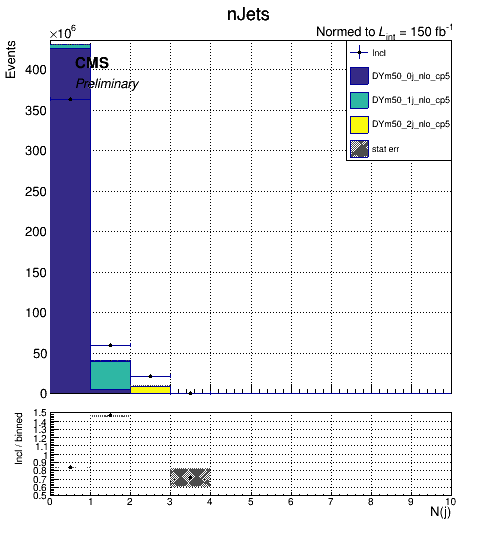 nJets
×10⁶
Normed to L_int = 150 fb⁻¹
Events
CMS
Preliminary
Incl
DYm50_0j_nlo_cp5
DYm50_1j_nlo_cp5
DYm50_2j_nlo_cp5
stat err
400
350
300
250
200
150
100
50
0
Incl / binned
1.5
1.4
1.3
1.2
1.1
1
0.9
0.8
0.7
0.6
0.5
0 1 2 3 4 5 6 7 8 9 10
N(j)